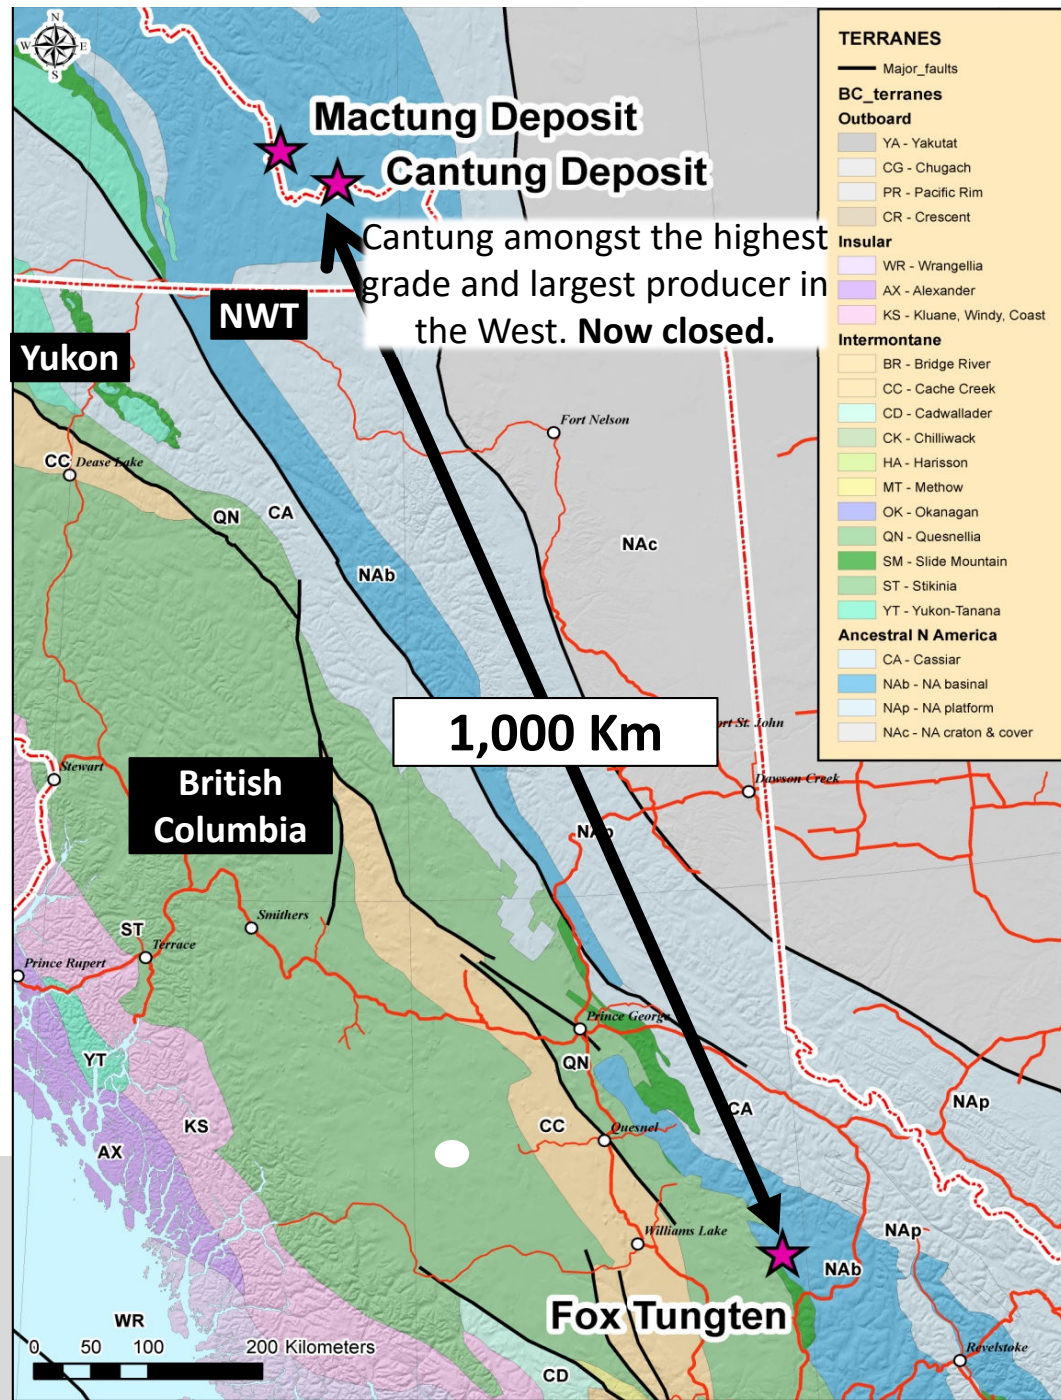 N
W
E
S
Mactung Deposit
Cantung Deposit
Cantung amongst the highest
grade and largest producer in
the West. Now closed.
NWT
Yukon
Fort Nelson
CC
Dease Lake
QN
CA
NAc
NAb
1,000 Km
ort St. John
Stewart
British
Columbia
Dawson Creek
NAp
Smithers
ST
Terrace
Prince Rupert
Prince George
YT
QN
NAp
CA
KS
CC
Quesnel
AX
Williams Lake
NAp
NAb
Fox Tungten
WR
0 50 100 200 Kilometers
Revelstoke
CD
TERRANES
Major_faults
BC_terranes
Outboard
YA - Yakutat
CG - Chugach
PR - Pacific Rim
CR - Crescent
Insular
WR - Wrangellia
AX - Alexander
KS - Kluane, Windy, Coast
Intermontane
BR - Bridge River
CC - Cache Creek
CD - Cadwallader
CK - Chilliwack
HA - Harisson
MT - Methow
OK - Okanagan
QN - Quesnellia
SM - Slide Mountain
ST - Stikinia
YT - Yukon-Tanana
Ancestral N America
CA - Cassiar
NAb - NA basinal
NAp - NA platform
NAc - NA craton & cover